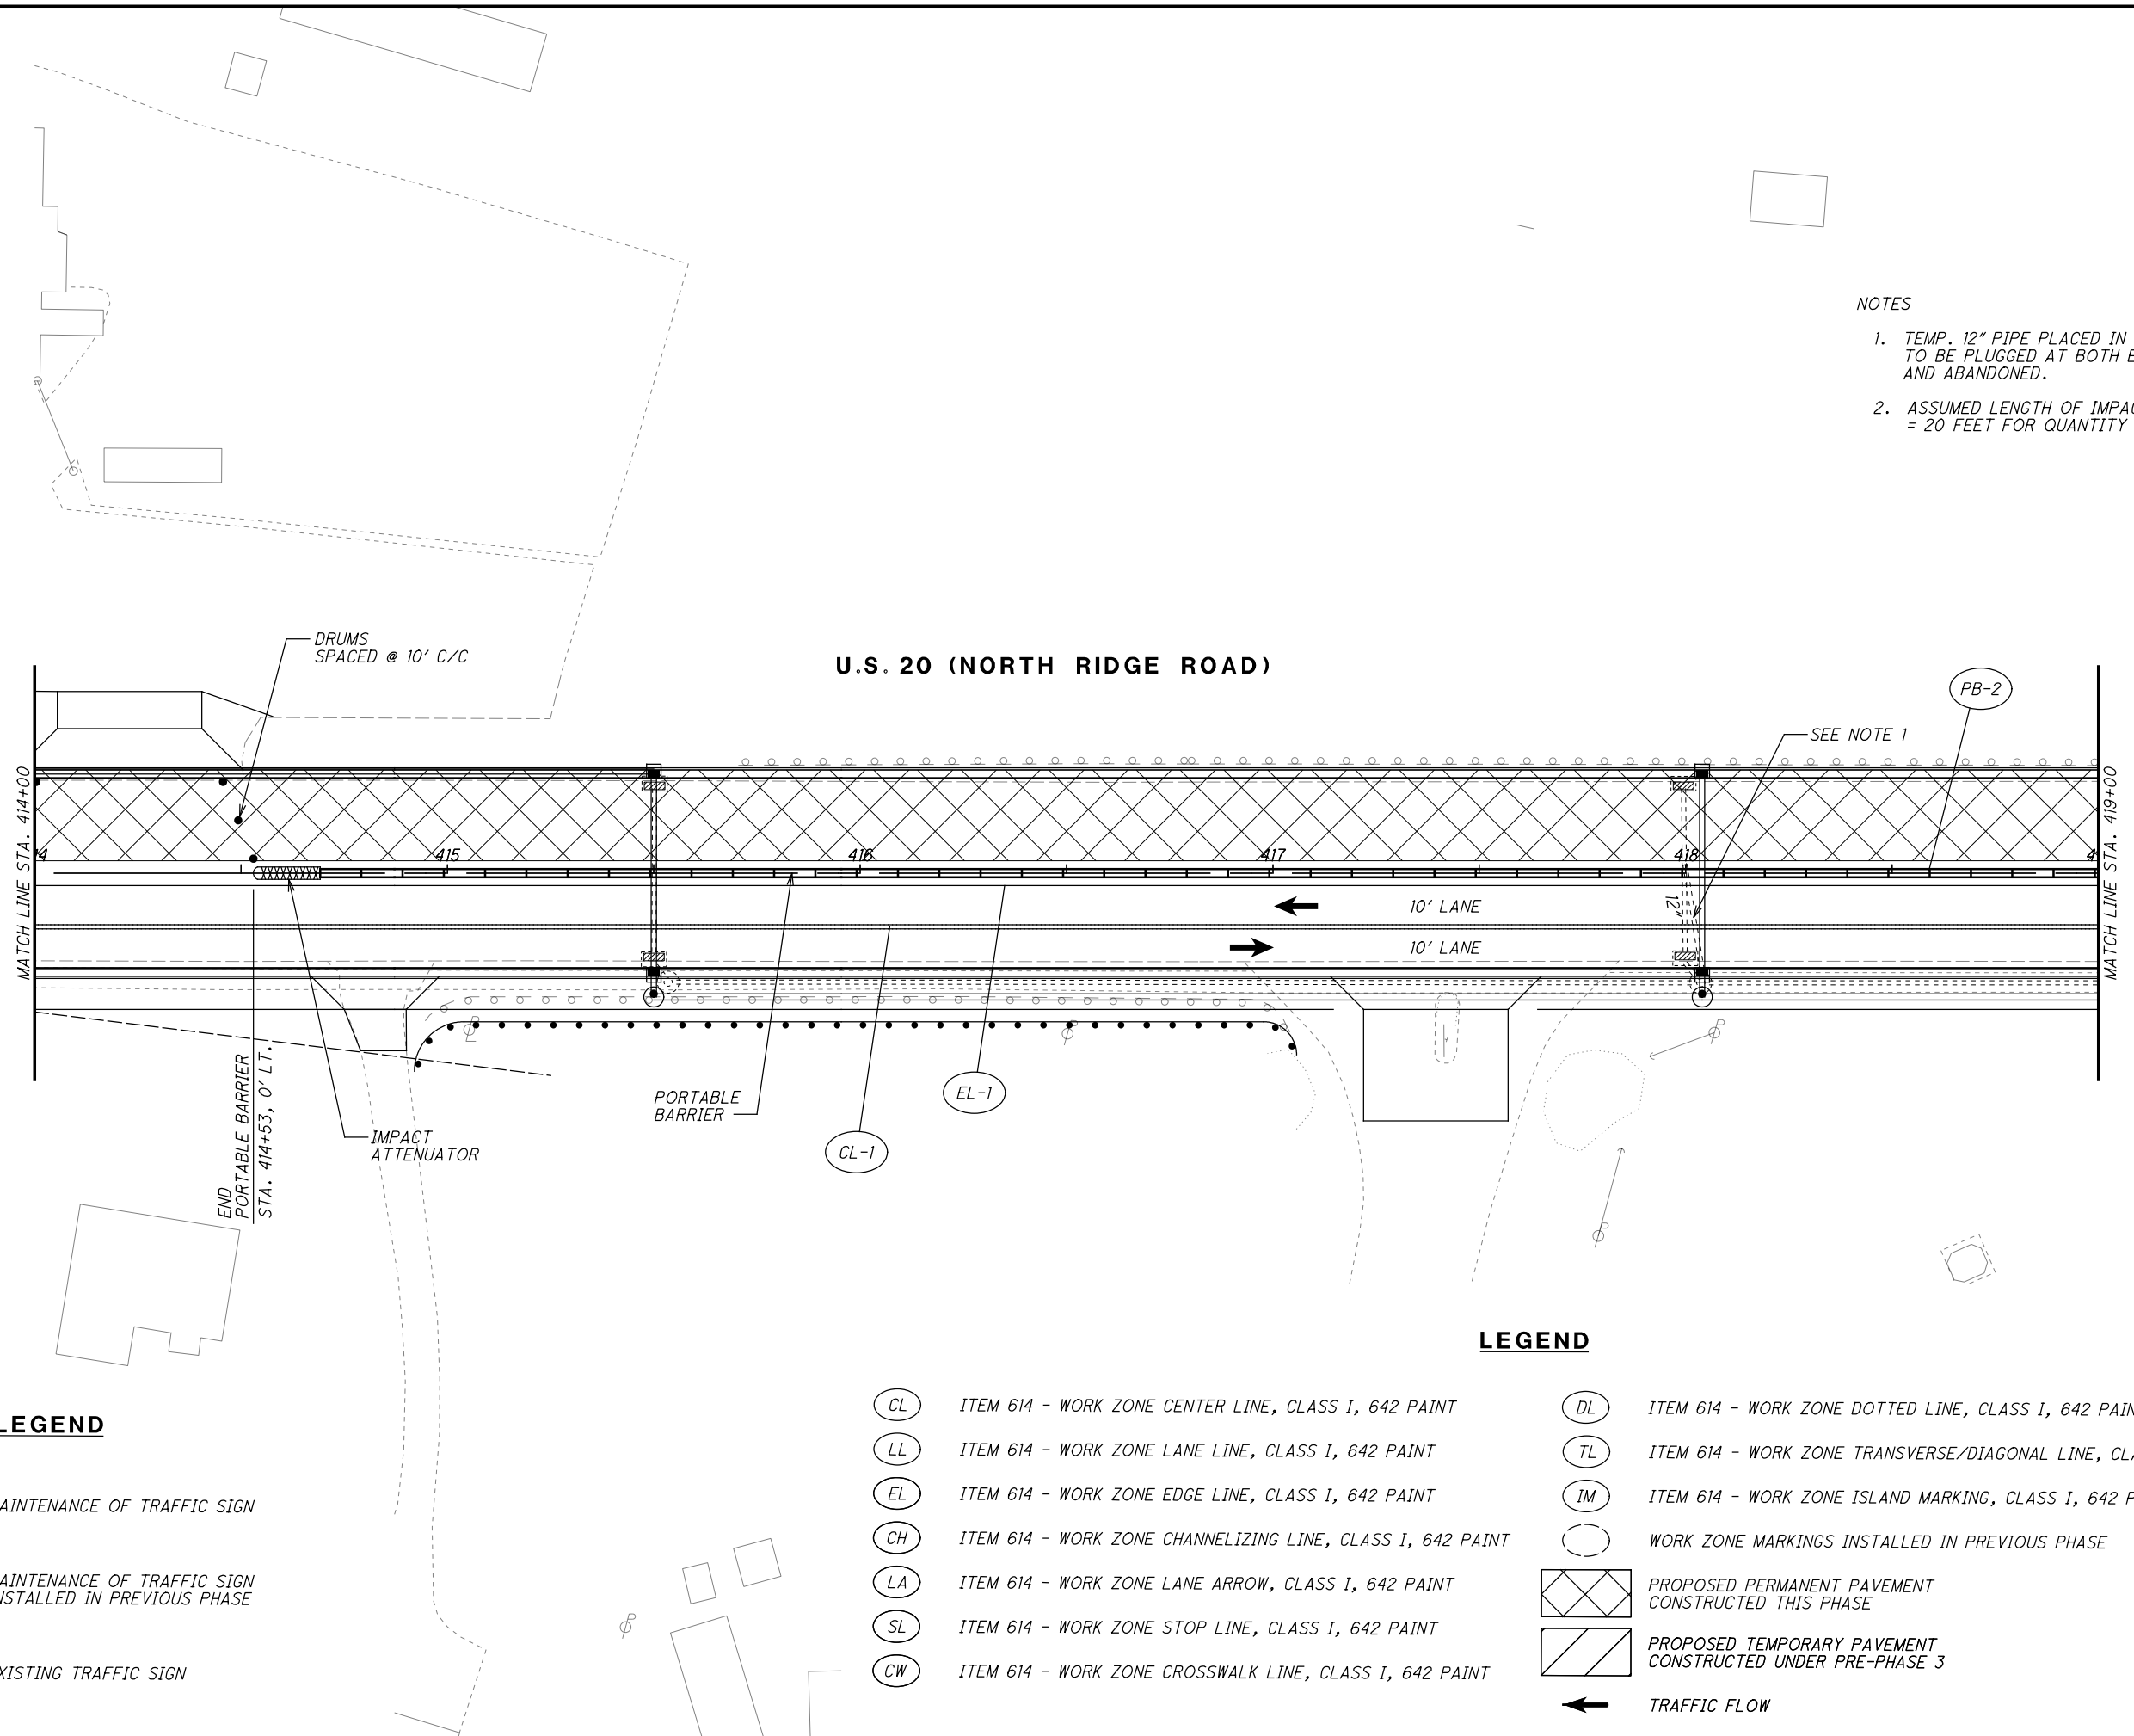 NOTES
1. TEMP. 12" PIPE PLACED IN
TO BE PLUGGED AT BOTH
AND ABANDONED.
2. ASSUMED LENGTH OF
= 20 FEET FOR QUANTITY
DRUMS
SPACED @ 10' C/C
U.S. 20 (NORTH RIDGE ROAD)
PB-2
SEE NOTE 1
MATCH LINE STA. 414+00
MATCH LINE STA. 419+00
415
416
417
418
12"
10' LANE
10' LANE
PORTABLE
BARRIER
EL-1
CL-1
IMPACT
ATTENUATOR
END
PORTABLE BARRIER
STA. 414+53, 0' LT.
LEGEND
LEGEND
MAINTENANCE OF TRAFFIC SIGN
MAINTENANCE OF TRAFFIC SIGN
INSTALLED IN PREVIOUS PHASE
EXISTING TRAFFIC SIGN
CL ITEM 614 - WORK ZONE CENTER LINE, CLASS I, 642 PAINT
LL ITEM 614 - WORK ZONE LANE LINE, CLASS I, 642 PAINT
EL ITEM 614 - WORK ZONE EDGE LINE, CLASS I, 642 PAINT
CH ITEM 614 - WORK ZONE CHANNELIZING LINE, CLASS I, 642 PAINT
LA ITEM 614 - WORK ZONE LANE ARROW, CLASS I, 642 PAINT
SL ITEM 614 - WORK ZONE STOP LINE, CLASS I, 642 PAINT
CW ITEM 614 - WORK ZONE CROSSWALK LINE, CLASS I, 642 PAINT
DL ITEM 614 - WORK ZONE DOTTED LINE, CLASS I, 642 PAIN
TL ITEM 614 - WORK ZONE TRANSVERSE/DIAGONAL LINE,
IM ITEM 614 - WORK ZONE ISLAND MARKING, CLASS I, 642
WORK ZONE MARKINGS INSTALLED IN PREVIOUS PHASE
PROPOSED PERMANENT PAVEMENT
CONSTRUCTED THIS PHASE
PROPOSED TEMPORARY PAVEMENT
CONSTRUCTED UNDER PRE-PHASE 3
TRAFFIC FLOW